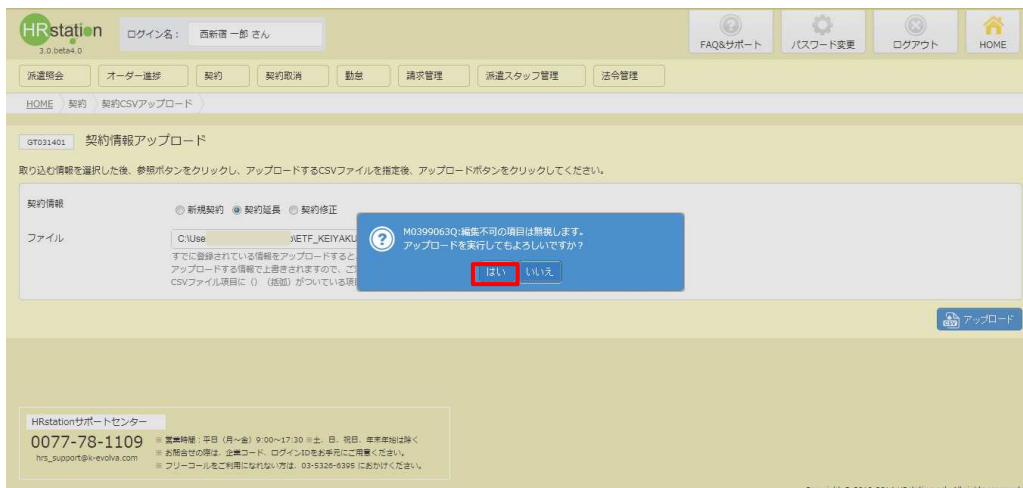 HRstation
3.0.beta4.0
ログイン名： 西新宿 一郎 さん
FAQ&サポート
パスワード変更
ログアウト
HOME
派遣照会
オーダー進捗
契約
契約取消
勤怠
請求管理
派遣スタッフ管理
法令管理
HOME 契約 契約CSVアップロード
GT031401 契約情報アップロード
取り込む情報を選択した後、参照ボタンをクリックし、アップロードするCSVファイルを指定後、アップロードボタンをクリックしてください。
契約情報
新規契約 契約延長 契約修正
ファイル
C:\Use \ETF_KEIYAKU
すでに登録されている情報をアップロードすると
アップロードする情報で上書きされますので、ご
CSVファイル項目に（）（括弧）がついている項
M0399063Q:編集不可の項目は無視します。
アップロードを実行してもよろしいですか？
はい いいえ
CSV アップロード
HRstationサポートセンター
0077-78-1109
hrs_support@k-evolva.com
※ 営業時間：平日（月～金）9:00～17:30 ※土、日、祝日、年末年始は除く
※ お問合せの際は、企業コード、ログインIDをお手元にご用意ください。
※ フリーコールをご利用になれない方は、03-5326-6395 におかけください。